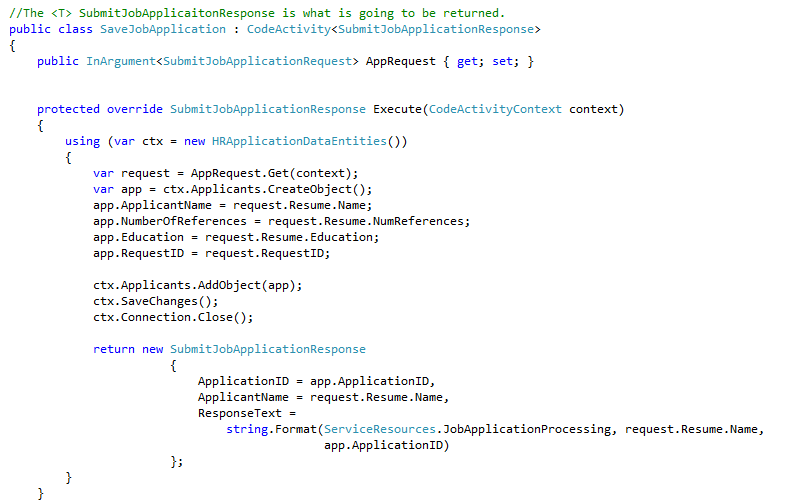 //The <T> SubmitJobApplicaitonResponse is what is going to be returned.
public class SaveJobApplication : CodeActivity<SubmitJobApplicationResponse>
{
    public InArgument<SubmitJobApplicationRequest> AppRequest { get; set; }
    protected override SubmitJobApplicationResponse Execute(CodeActivityContext context)
    {
        using (var ctx = new HRApplicationDataEntities())
        {
            var request = AppRequest.Get(context);
            var app = ctx.Applicants.CreateObject();
            app.ApplicantName = request.Resume.Name;
            app.NumberOfReferences = request.Resume.NumReferences;
            app.Education = request.Resume.Education;
            app.RequestID = request.RequestID;
            ctx.Applicants.AddObject(app);
            ctx.SaveChanges();
            ctx.Connection.Close();
            return new SubmitJobApplicationResponse
                       {
                           ApplicationID = app.ApplicationID,
                           ApplicantName = request.Resume.Name,
                           ResponseText =
                               string.Format(ServiceResources.JobApplicationProcessing, request.Resume.Name,
                                             app.ApplicationID)
                       };
        }
    }